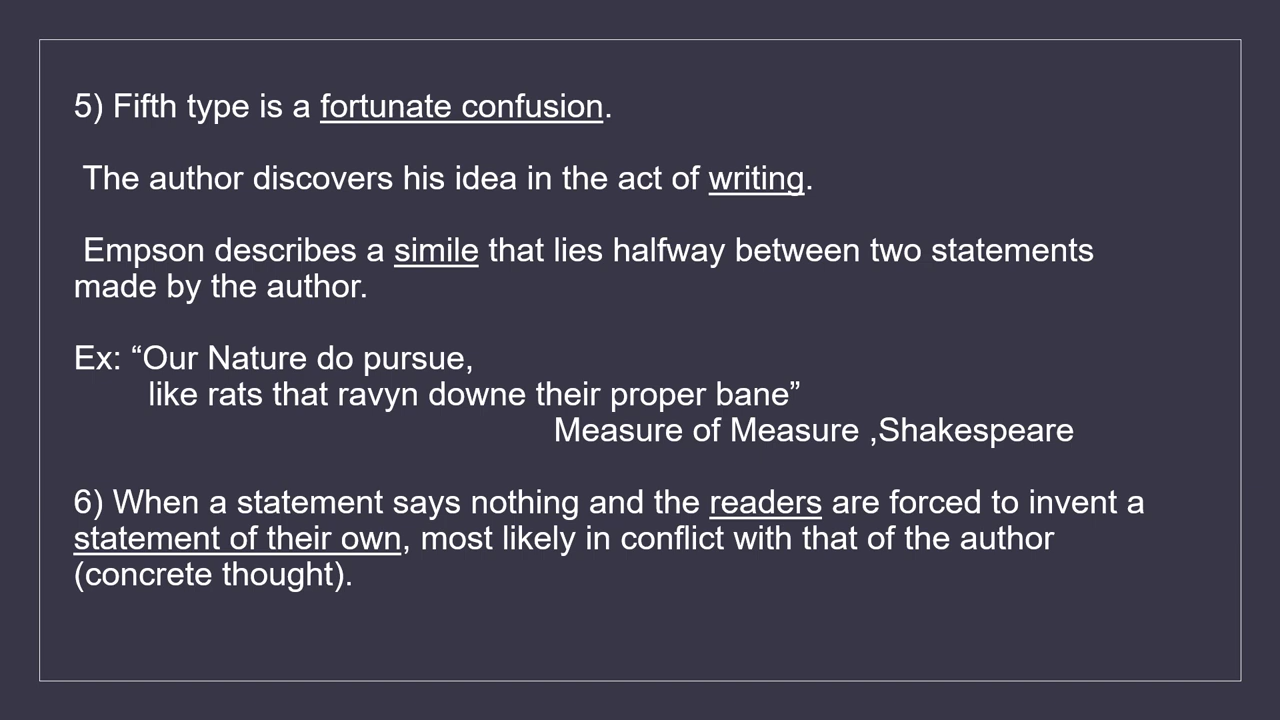 5) Fifth type is a fortunate confusion.
The author discovers his idea in the act of writing.
Empson describes a simile that lies halfway between two statements
made by the author.
Ex: “Our Nature do pursue,
like rats that ravyn downe their proper bane”
Measure of Measure ,Shakespeare
6) When a statement says nothing and the readers are forced to invent a
statement of their own, most likely in conflict with that of the author
(concrete thought).